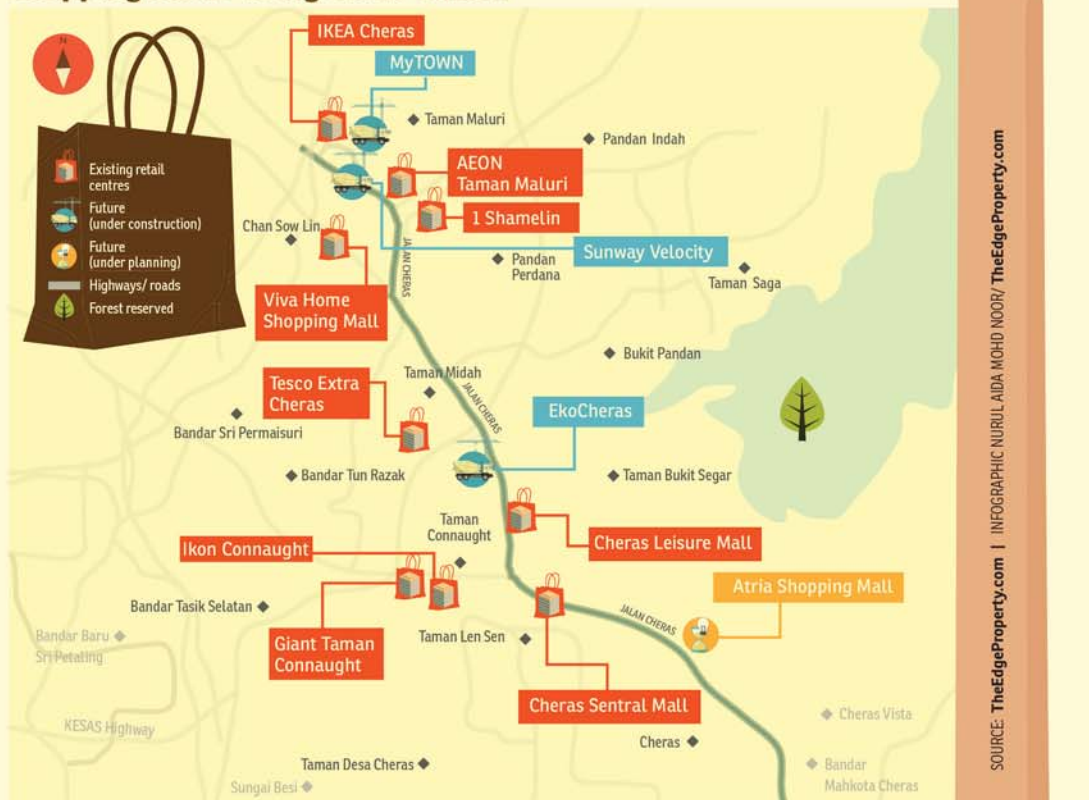 IKEA Cheras
MyTOWN
N
Taman Maluri
Pandan Indah
AEON
Taman Maluri
1 Shamelin
Existing retail
centres
Future
(under construction)
Future
(under planning)
Highways/ roads
Forest reserved
Chan Sow Lin
JALAN CHERAS
Sunway Velocity
Pandan
Perdana
Taman Saga
Viva Home
Shopping Mall
Bukit Pandan
Taman Midah
Tesco Extra
Cheras
JALAN CHERAS
EkoCheras
Bandar Sri Permaisuri
Bandar Tun Razak
Taman Bukit Segar
Taman
Connaught
Ikon Connaught
Cheras Leisure Mall
Atria Shopping Mall
Bandar Tasik Selatan
JALAN CHERAS
Bandar Baru
Sri Petaling
Giant Taman
Connaught
Taman Len Sen
Cheras Sentral Mall
KESAS Highway
Cheras Vista
Cheras
Taman Desa Cheras
Bandar
Mahkota Cheras
Sungai Besi
SOURCE: TheEdgeProperty.com | INFOGRAPHIC NURUL AIDA MOHD NOOR/ TheEdgeProperty.com